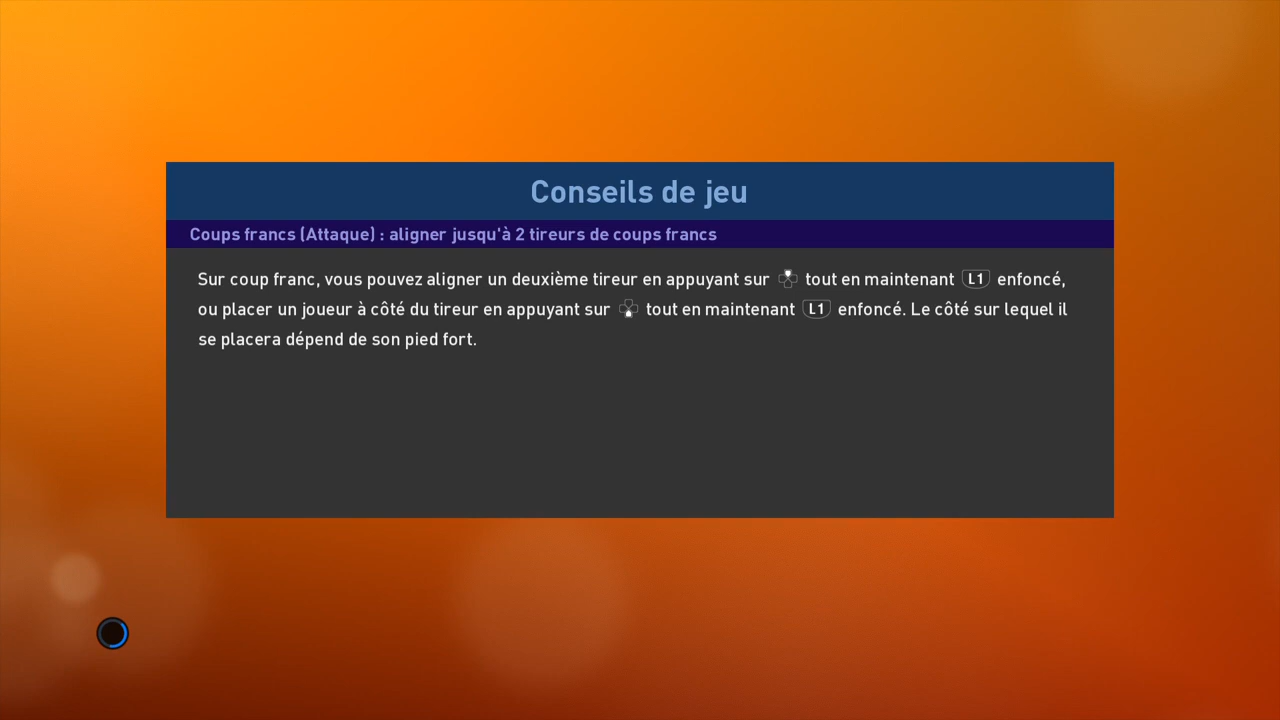 Conseils de jeu
Coups francs (Attaque) : aligner jusqu'à 2 tireurs de coups francs
Sur coup franc, vous pouvez aligner un deuxième tireur en appuyant sur tout en maintenant L1 enfoncé,
ou placer un joueur à côté du tireur en appuyant sur tout en maintenant L1 enfoncé. Le côté sur lequel il
se placera dépend de son pied fort.